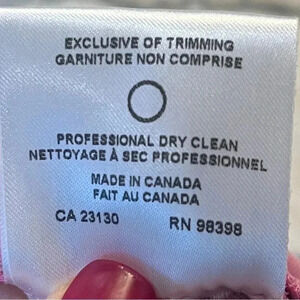 EXCLUSIVE OF TRIMMING
GARNITURE NON COMPRISE
PROFESSIONAL DRY CLEAN
NETTOYAGE À SEC PROFESSIONNEL
MADE IN CANADA
FAIT AU CANADA
CA 23130 RN 98398